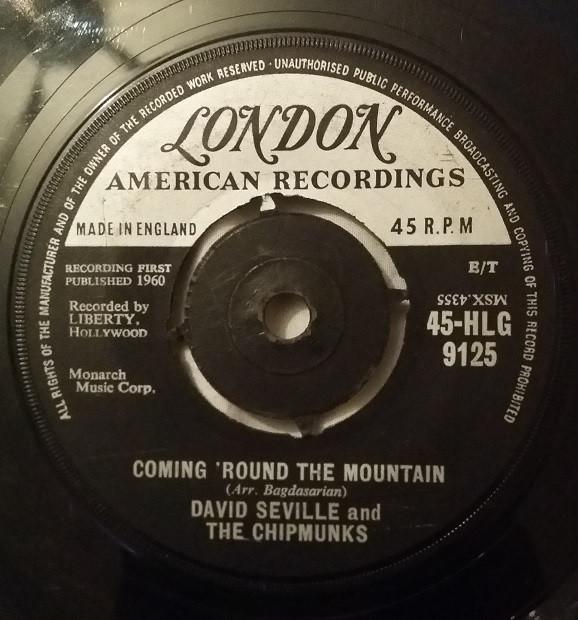 ALL RIGHTS OF THE MANUFACTURER AND OF THE OWNER OF THE RECORDED WORK RESERVED · UNAUTHORISED PUBLIC PERFORMANCE BROADCASTING AND COPYING OF THIS RECORD PROHIBITED
LONDON
AMERICAN RECORDINGS
MADE IN ENGLAND
45 R.P.M
RECORDING FIRST
PUBLISHED 1960
E/T
Recorded by
LIBERTY,
HOLLYWOOD
MSX.4355
45-HLG
9125
Monarch
Music Corp.
COMING 'ROUND THE MOUNTAIN
(Arr. Bagdasarian)
DAVID SEVILLE and
THE CHIPMUNKS